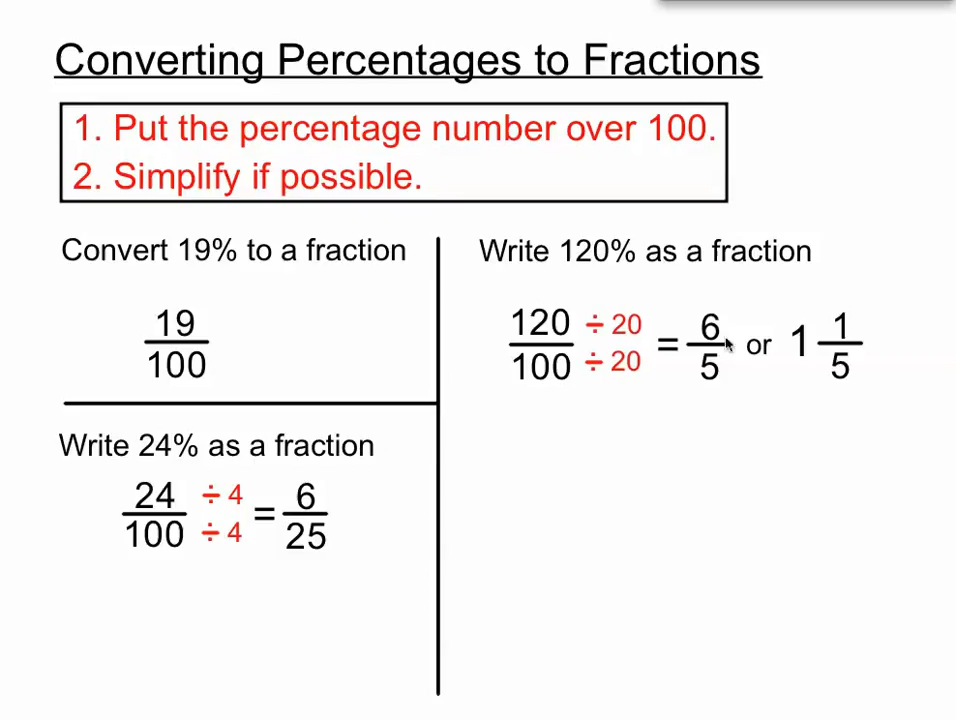 Converting Percentages to Fractions
1. Put the percentage number over 100.
2. Simplify if possible.
Convert 19% to a fraction
19
100
Write 24% as a fraction
24 ÷ 4 = 6
100 ÷ 4 25
Write 120% as a fraction
120 ÷ 20 = 6 or 1 1
100 ÷ 20 5 5